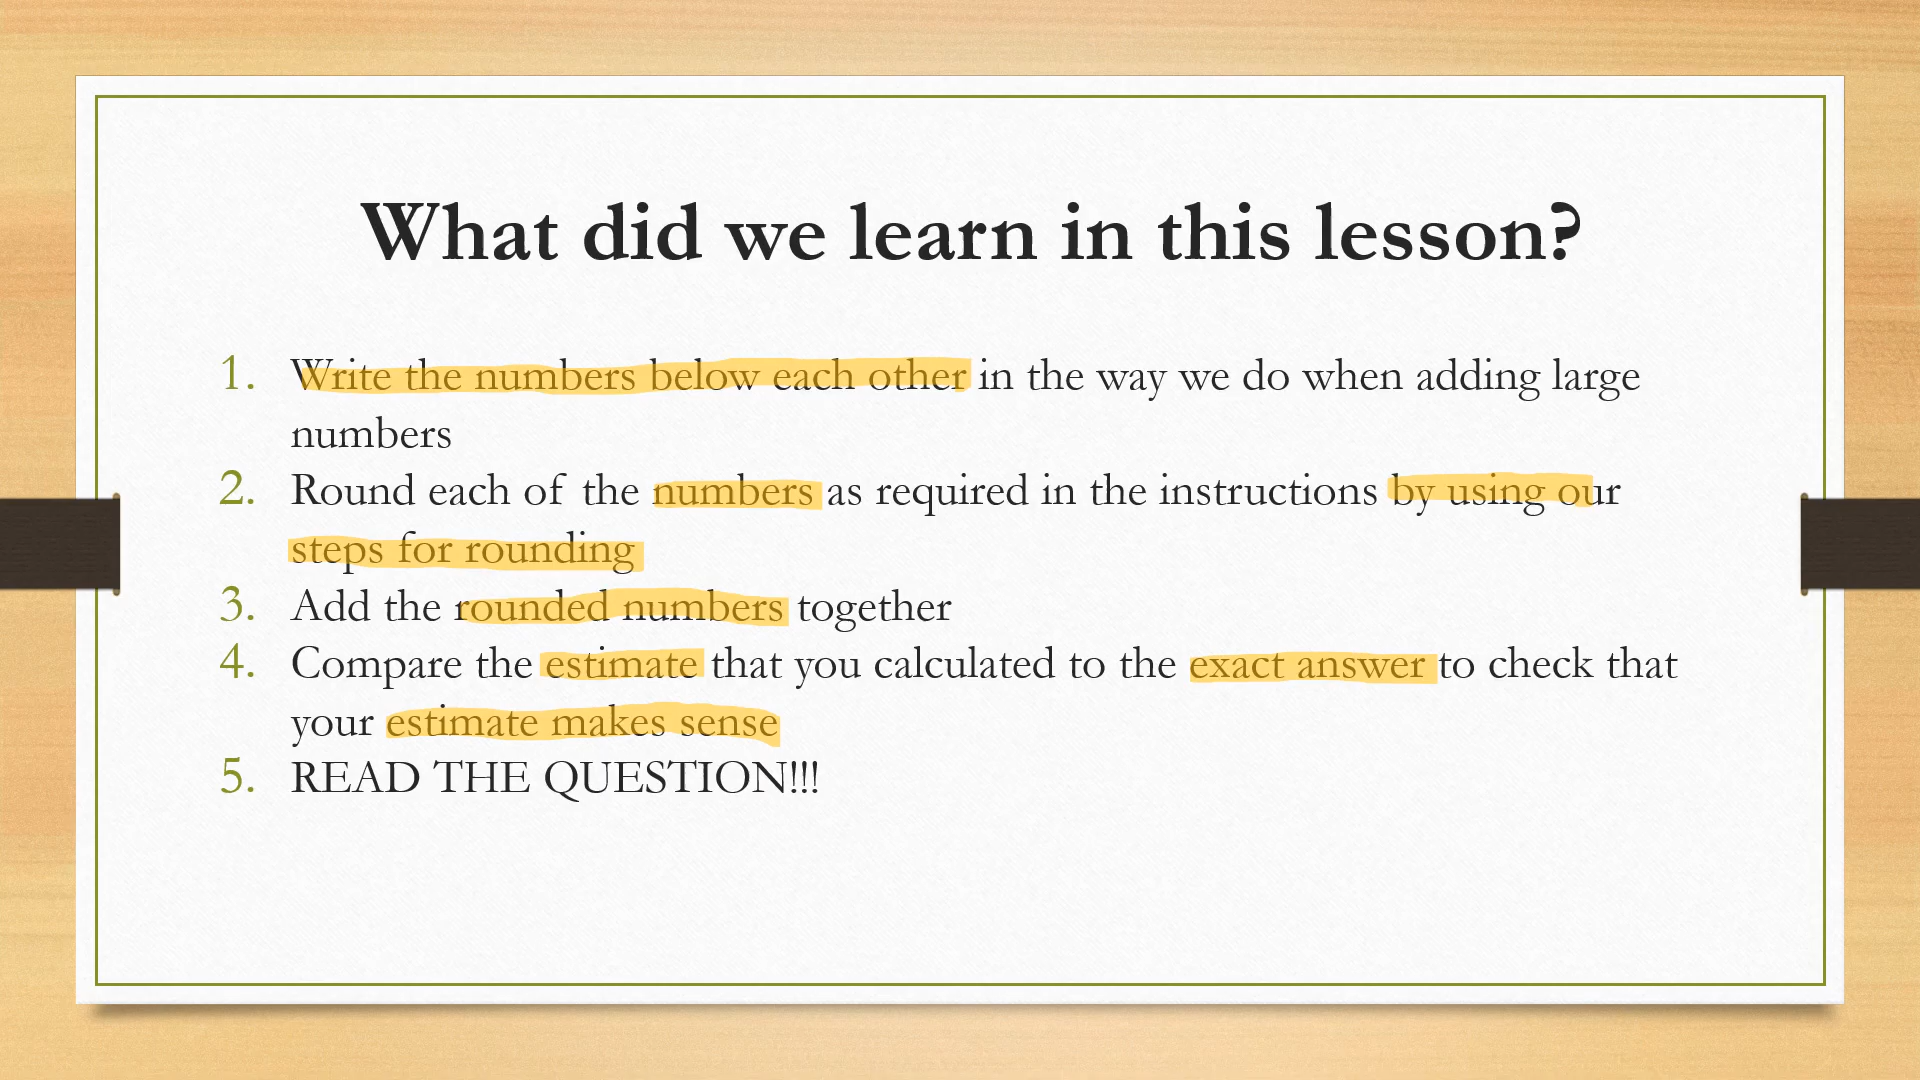 What did we learn in this lesson?
1. Write the numbers below each other in the way we do when adding large
numbers
2. Round each of the numbers as required in the instructions by using our
steps for rounding
3. Add the rounded numbers together
4. Compare the estimate that you calculated to the exact answer to check that
your estimate makes sense
5. READ THE QUESTION!!!